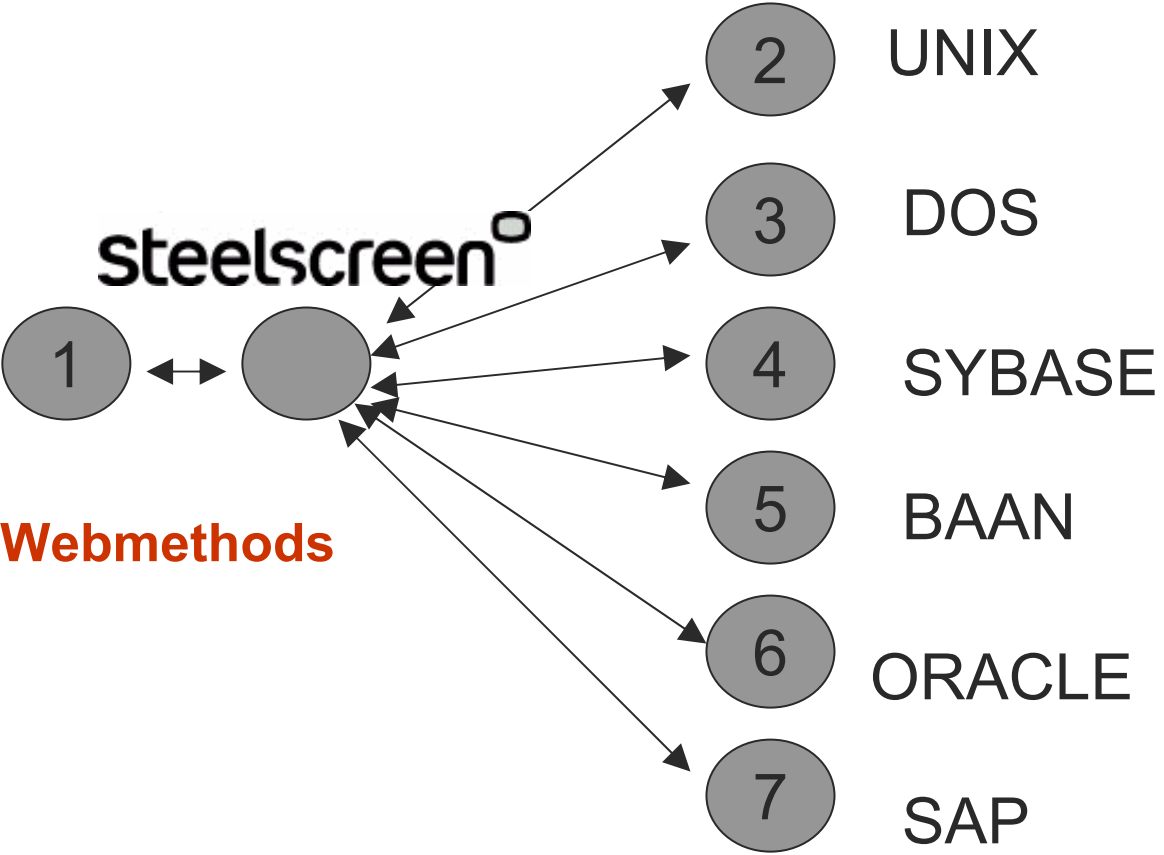 2 UNIX
3 DOS
steelscreen
1
4 SYBASE
5 BAAN
Webmethods
6 ORACLE
7 SAP